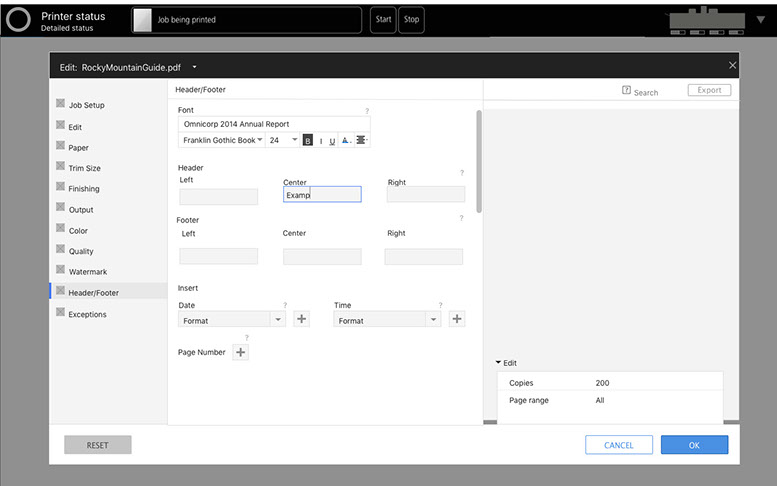 Printer status
Detailed status
Job being printed
Start
Stop
Edit: RockyMountainGuide.pdf
Job Setup
Edit
Paper
Trim Size
Finishing
Output
Color
Quality
Watermark
Header/Footer
Exceptions
Header/Footer
Font ?
Omnicorp 2014 Annual Report
Franklin Gothic Book 24 B I U A
Header ?
Left Center Right
Examp
Footer ?
Left Center Right
Insert
Date ? Time ?
Format + Format +
?
Page Number +
? Search Export
Edit
Copies 200
Page range All
RESET
CANCEL
OK